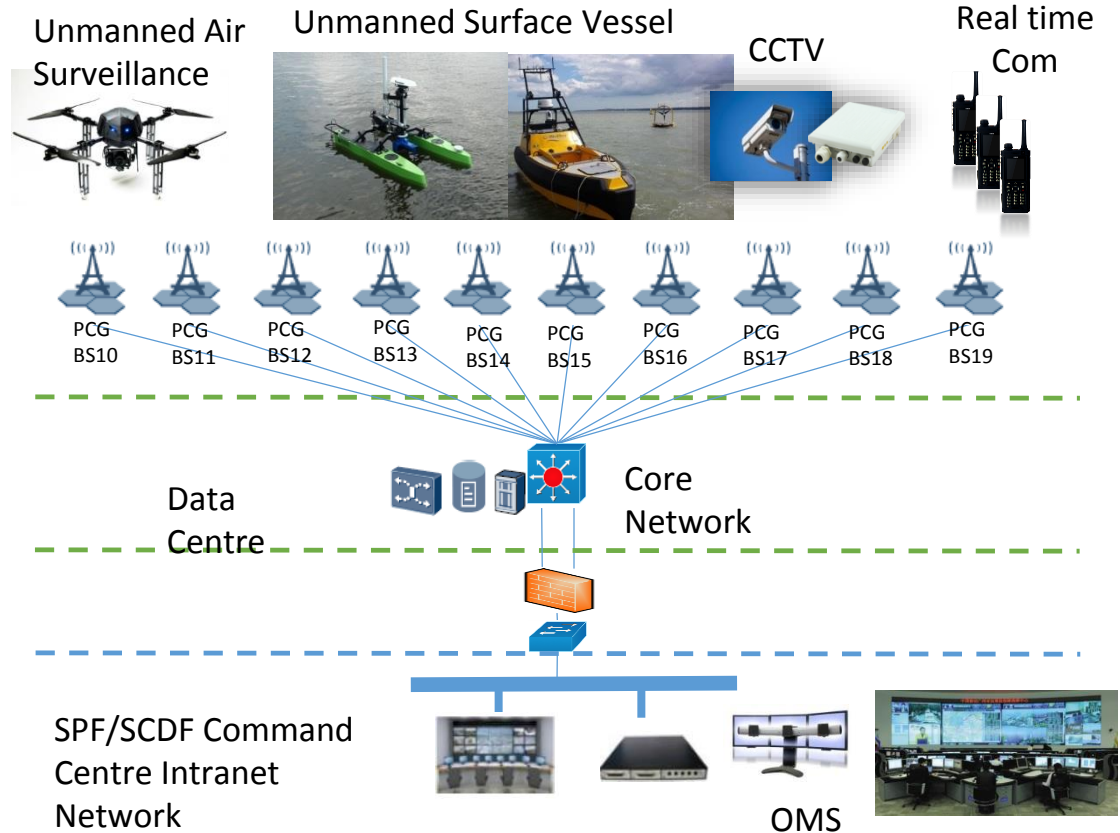 Unmanned Air
Surveillance
Unmanned Surface Vessel
CCTV
Real time
Com
PCG
BS10
PCG
BS11
PCG
BS12
PCG
BS13
PCG
BS14
PCG
BS15
PCG
BS16
PCG
BS17
PCG
BS18
PCG
BS19
Data
Centre
Core
Network
SPF/SCDF Command
Centre Intranet
Network
OMS